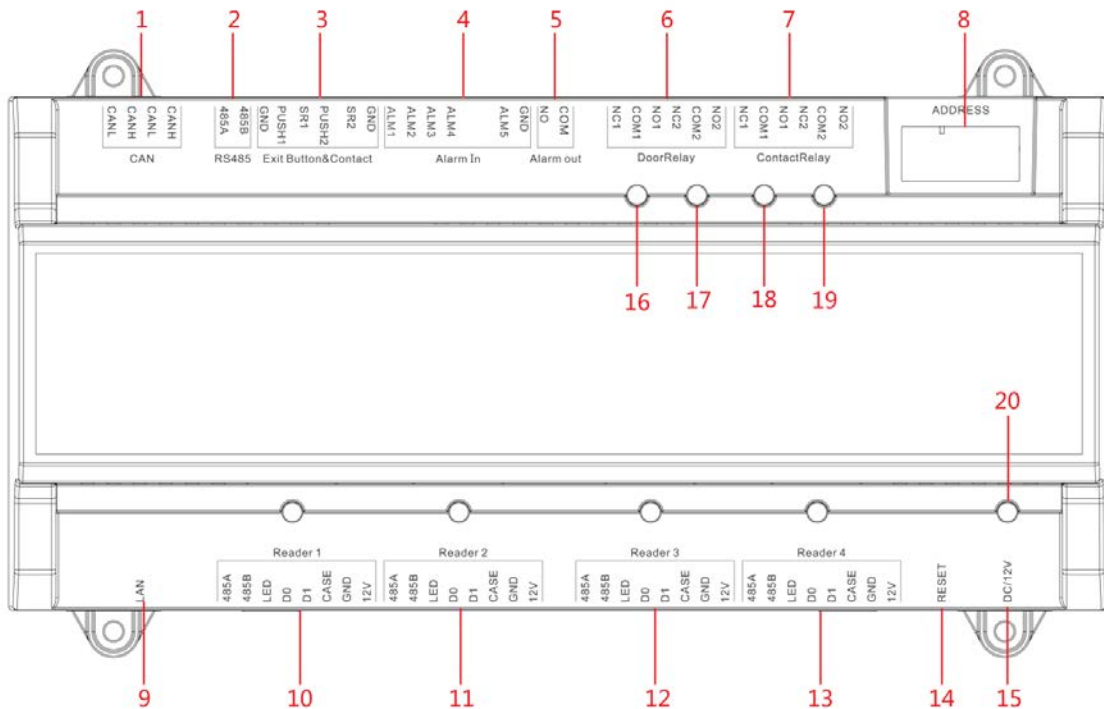 1 2 3 4 5 6 7 8
CANL CANH CANL CANH
485A 485B
GND PUSH1 SR1 PUSH2 SR2 GND
ALM1 ALM2 ALM3 ALM4 ALM5 GND
NO COM
NC1 COM1 NO1 NC2 COM2 NO2
NC1 COM1 NO1 NC2 COM2 NO2
ADDRESS
CAN RS485 Exit Button&Contact Alarm In Alarm out DoorRelay ContactRelay
16 17 18 19
20
Reader 1 Reader 2 Reader 3 Reader 4
LAN
485A 485B LED D0 D1 CASE GND 12V
485A 485B LED D0 D1 CASE GND 12V
485A 485B LED D0 D1 CASE GND 12V
485A 485B LED D0 D1 CASE GND 12V
RESET
DC/12V
9 10 11 12 13 14 15